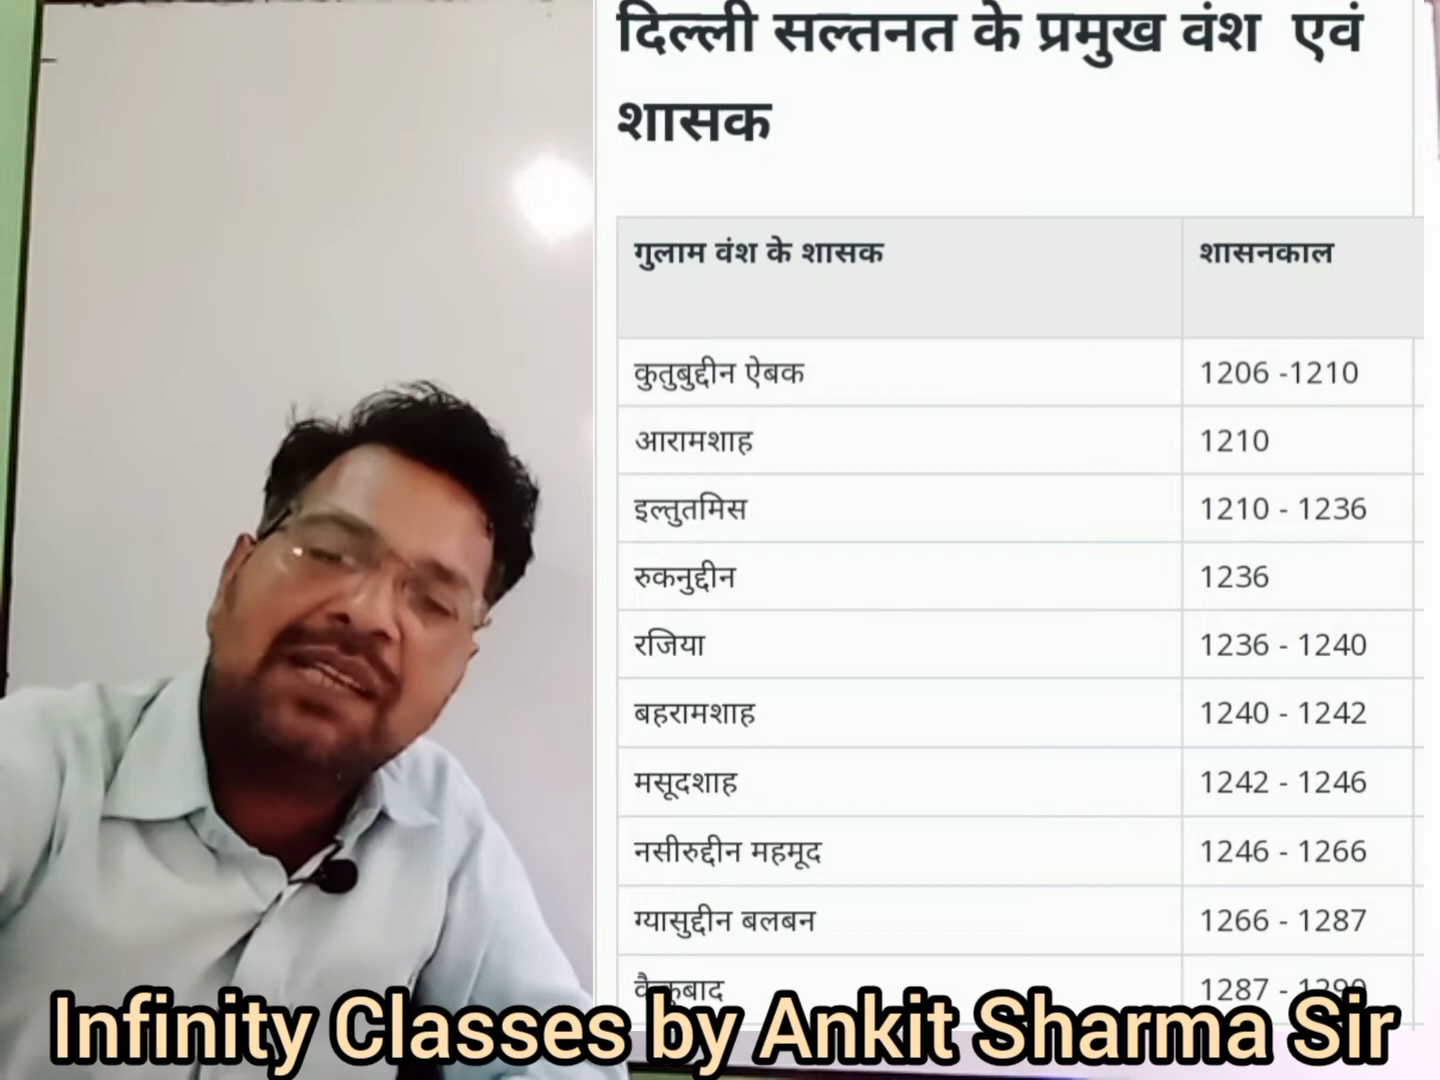 दिल्ली सल्तनत के प्रमुख वंश एवं
शासक
गुलाम वंश के शासक शासनकाल
कुतुबुद्दीन ऐबक 1206 -1210
आरामशाह 1210
इल्तुतमिस 1210 - 1236
रुकनुद्दीन 1236
रजिया 1236 - 1240
बहरामशाह 1240 - 1242
मसूदशाह 1242 - 1246
नसीरुद्दीन महमूद 1246 - 1266
ग्यासुद्दीन बलबन 1266 - 1287
कैकुबाद 1287 - 1290
Infinity Classes by Ankit Sharma Sir